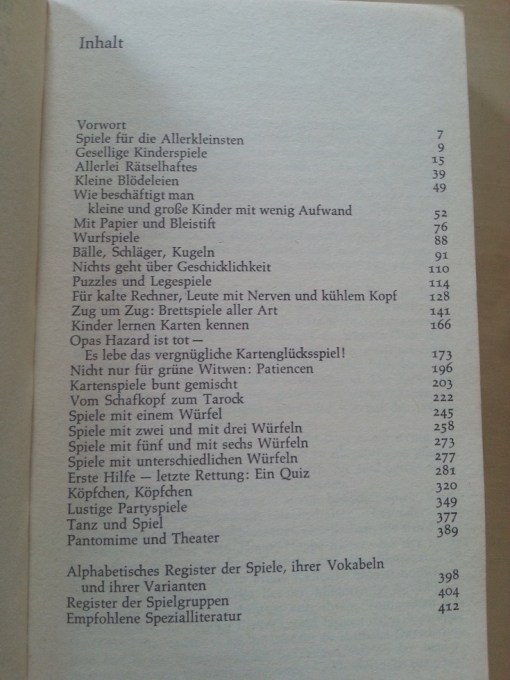 Inhalt
Vorwort 7
Spiele für die Allerkleinsten 9
Gesellige Kinderspiele 15
Allerlei Rätselhaftes 39
Kleine Blödeleien 49
Wie beschäftigt man
kleine und große Kinder mit wenig Aufwand 52
Mit Papier und Bleistift 76
Wurfspiele 88
Bälle, Schläger, Kugeln 91
Nichts geht über Geschicklichkeit 110
Puzzles und Legespiele 114
Für kalte Rechner, Leute mit Nerven und kühlem Kopf 128
Zug um Zug: Brettspiele aller Art 141
Kinder lernen Karten kennen 166
Opas Hazard ist tot —
Es lebe das vergnügliche Kartenglücksspiel! 173
Nicht nur für grüne Witwen: Patiencen 196
Kartenspiele bunt gemischt 203
Vom Schafkopf zum Tarock 222
Spiele mit einem Würfel 245
Spiele mit zwei und mit drei Würfeln 258
Spiele mit fünf und mit sechs Würfeln 273
Spiele mit unterschiedlichen Würfeln 277
Erste Hilfe — letzte Rettung: Ein Quiz 281
Köpfchen, Köpfchen 320
Lustige Partyspiele 349
Tanz und Spiel 377
Pantomime und Theater 389
Alphabetisches Register der Spiele, ihrer Vokabeln
und ihrer Varianten 398
Register der Spielgruppen 404
Empfohlene Spezialliteratur 412